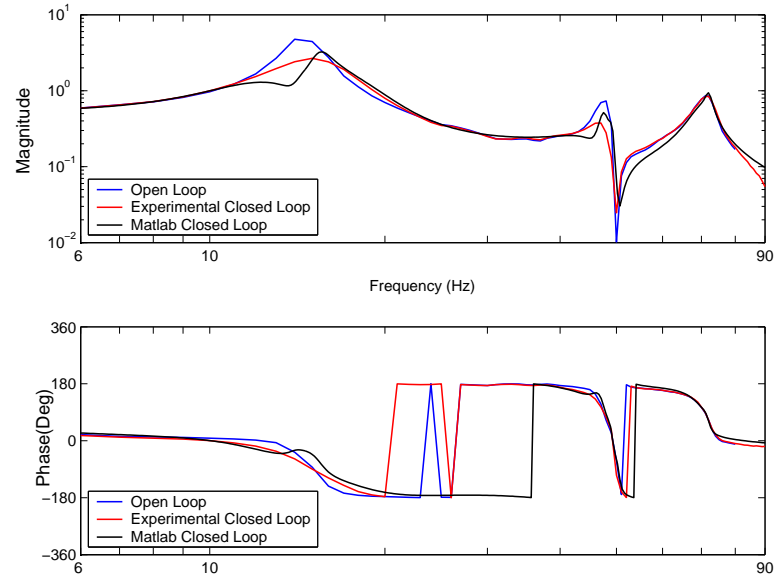 10^1
10^0
10^−1
10^−2
Magnitude
Open Loop
Experimental Closed Loop
Matlab Closed Loop
6
10
90
Frequency (Hz)
360
180
0
−180
−360
Phase(Deg)
Open Loop
Experimental Closed Loop
Matlab Closed Loop
6
10
90